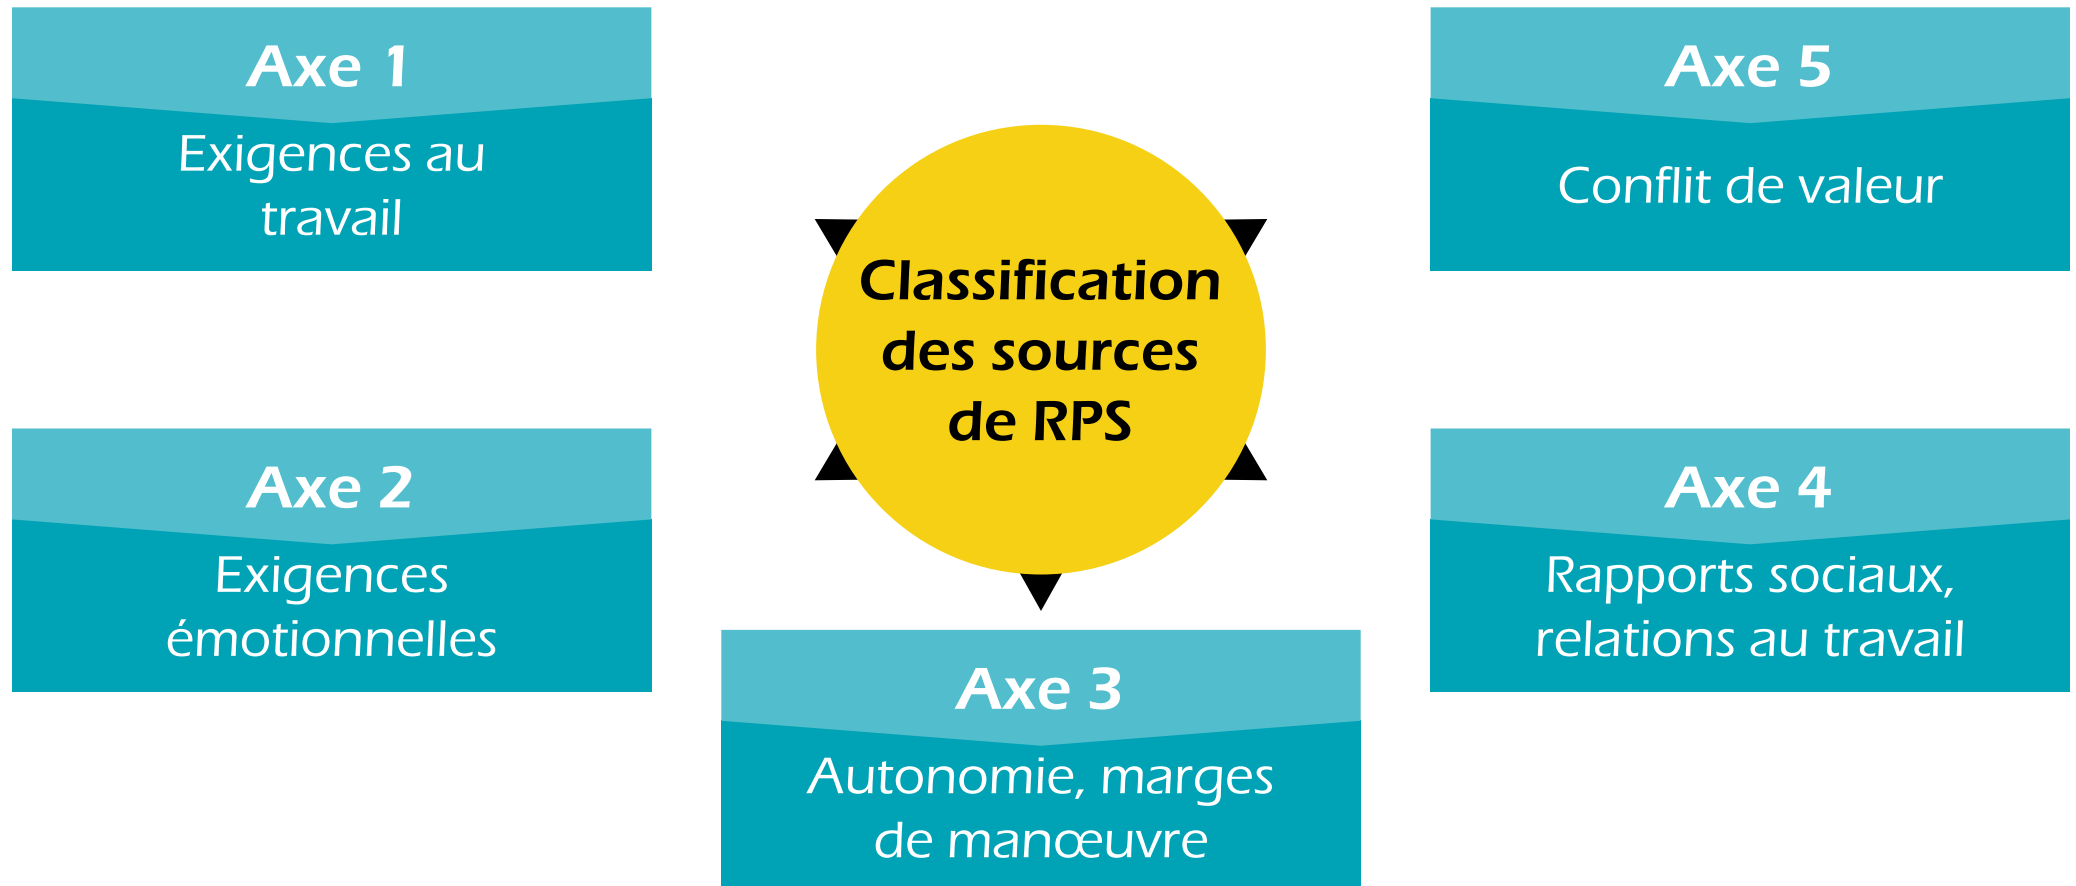 Axe 1
Exigences au
travail
Axe 2
Exigences
émotionnelles
Classification
des sources
de RPS
Axe 3
Autonomie, marges
de manœuvre
Axe 5
Conflit de valeur
Axe 4
Rapports sociaux,
relations au travail